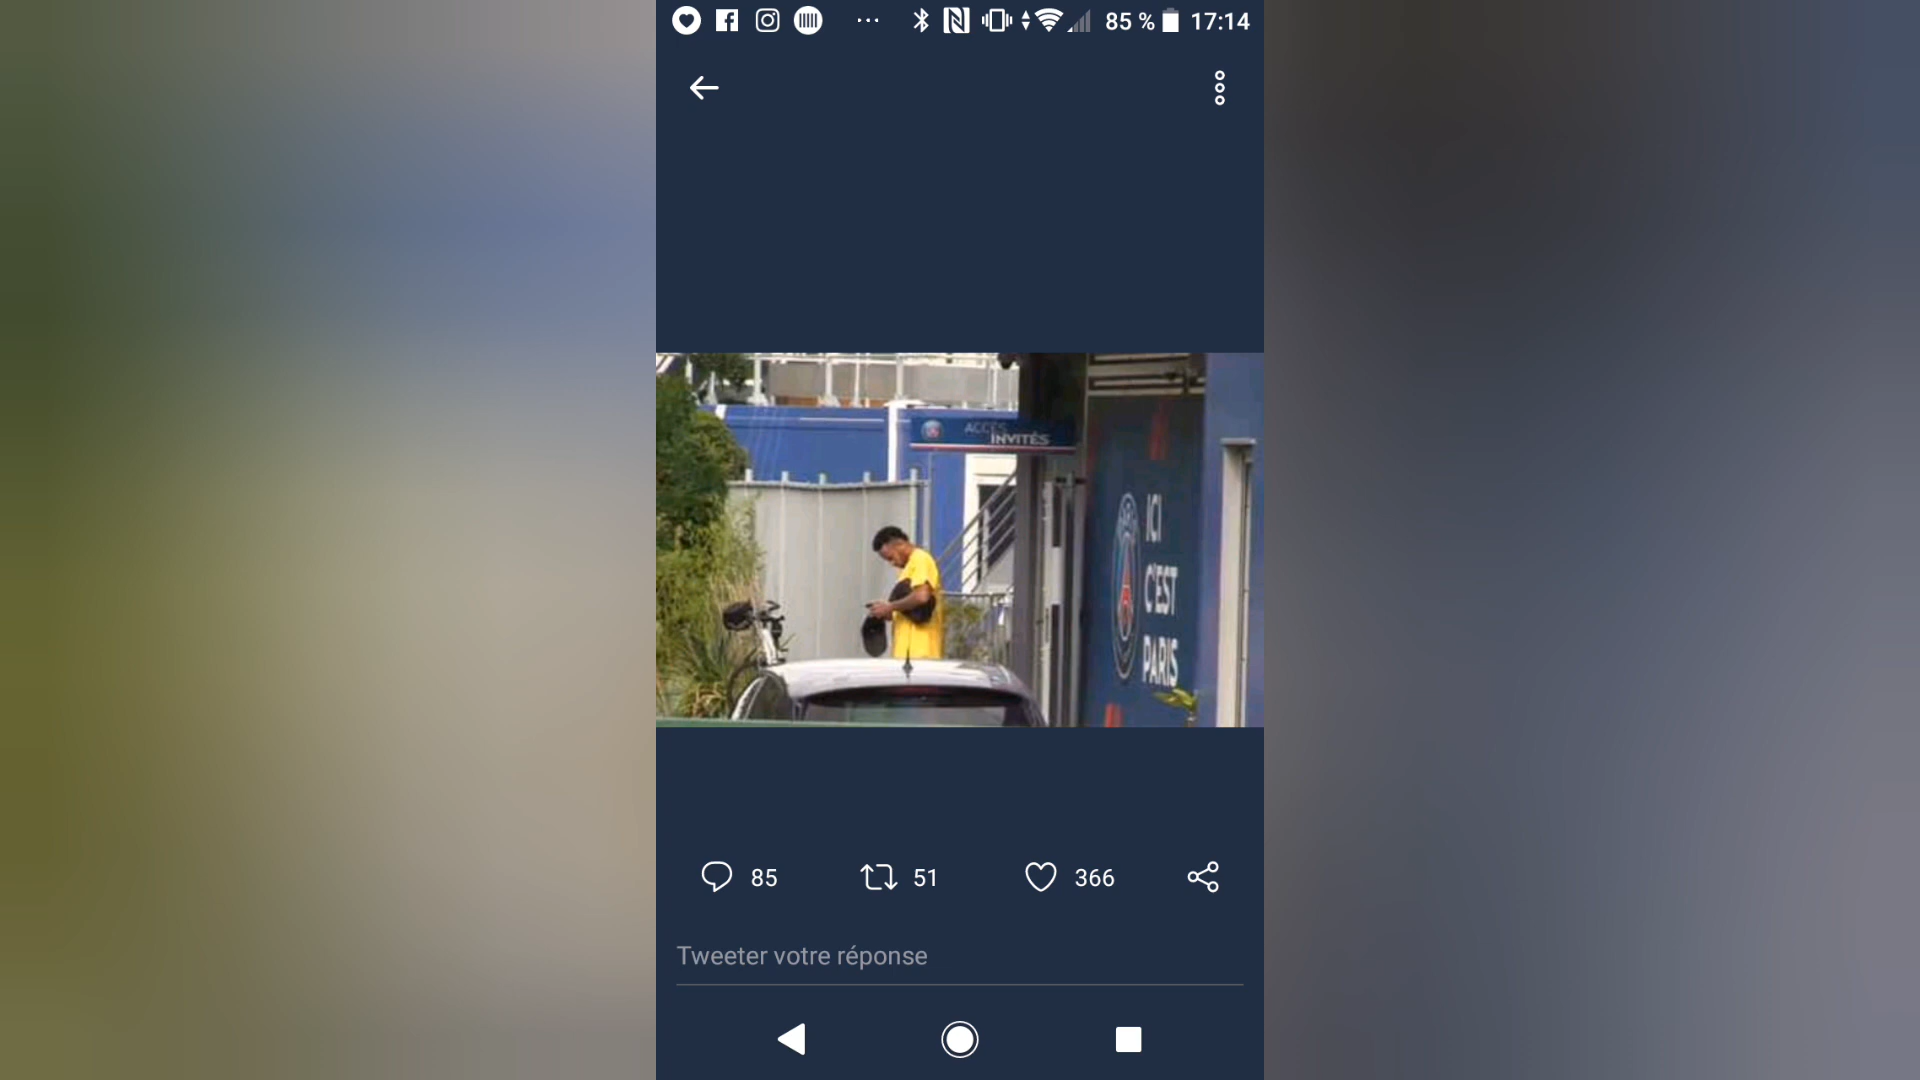 85 % 17:14
ACCÈS
INVITÉS
ICI
C'EST
PARIS
85 51 366
Tweeter votre réponse